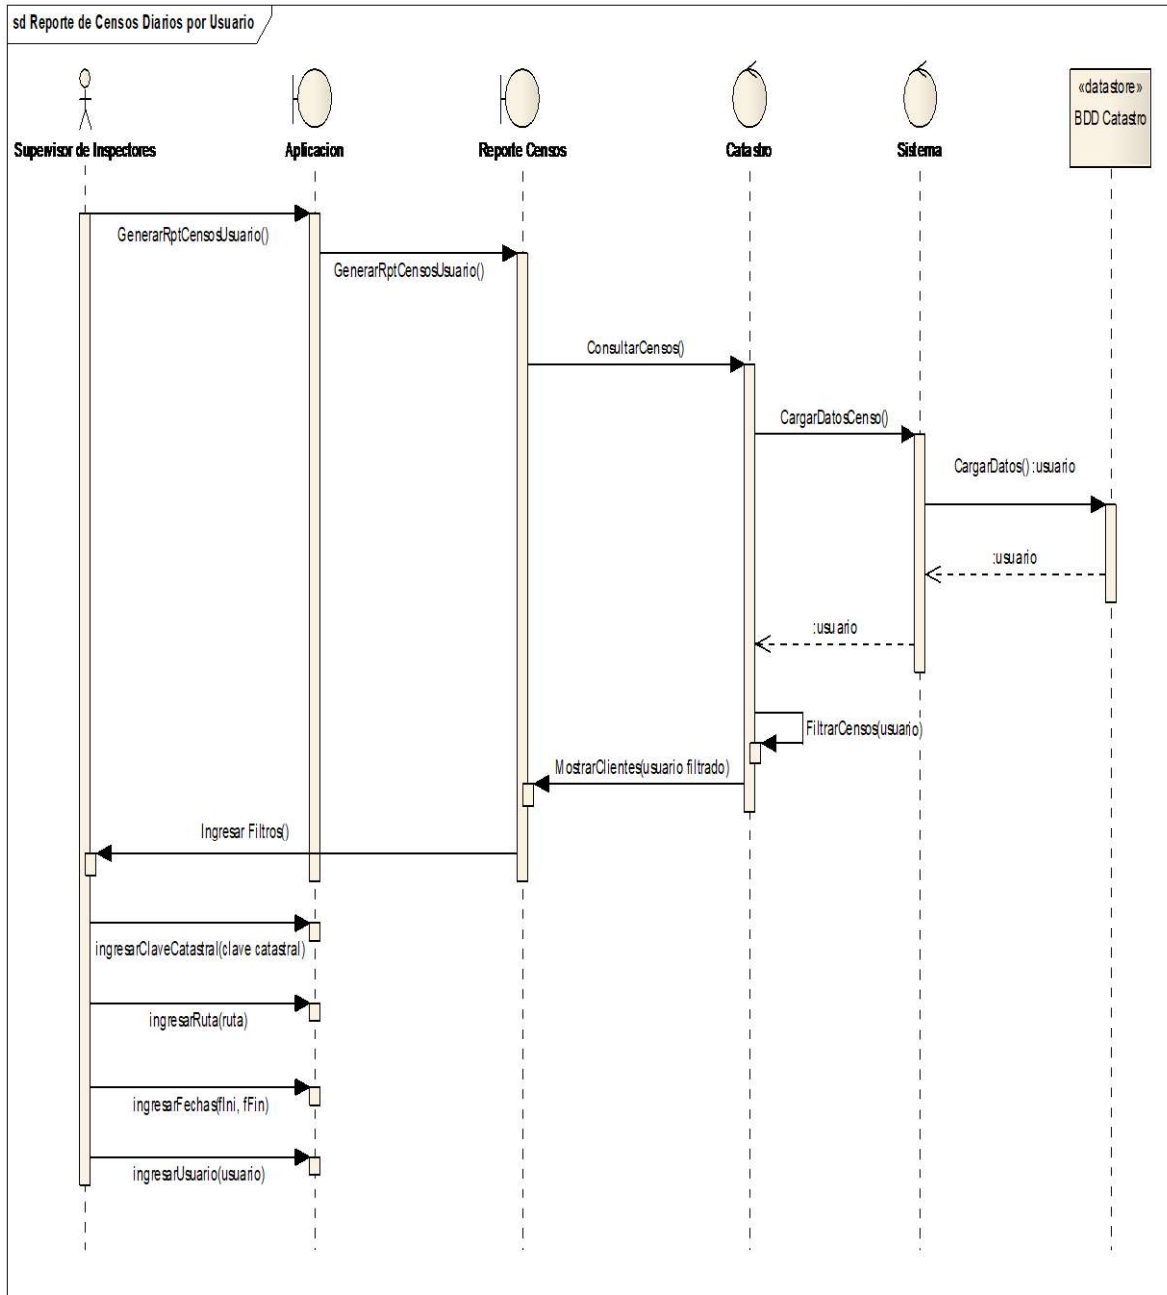 sd Reporte de Censos Diarios por Usuario
«datastore»
BDD Catastro
Supervisor de Inspectores
Aplicacion
Reporte Censos
Catastro
Sistema
GenerarRptCensosUsuario()
GenerarRptCensosUsuario()
ConsultarCensos()
CargarDatosCenso()
CargarDatos() :usuario
:usuario
:usuario
FiltrarCensos(usuario)
MostrarClientes(usuario filtrado)
Ingresar Filtros()
ingresarClaveCatastral(clave catastral)
ingresarRuta(ruta)
ingresarFechas(fIni, fFin)
ingresarUsuario(usuario)